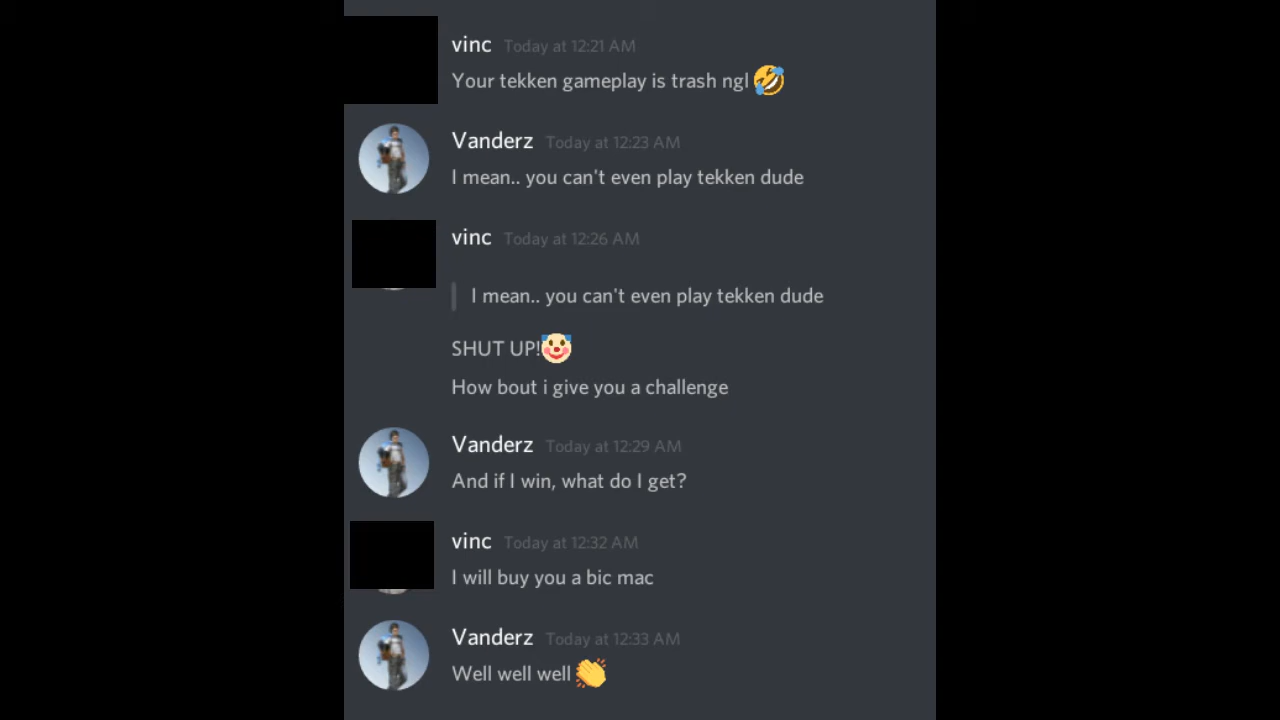 vinc Today at 12:21 AM
Your tekken gameplay is trash ngl 🤣
Vanderz Today at 12:23 AM
I mean.. you can't even play tekken dude
vinc Today at 12:26 AM
I mean.. you can't even play tekken dude
SHUT UP!🤡
How bout i give you a challenge
Vanderz Today at 12:29 AM
And if I win, what do I get?
vinc Today at 12:32 AM
I will buy you a bic mac
Vanderz Today at 12:33 AM
Well well well 👏